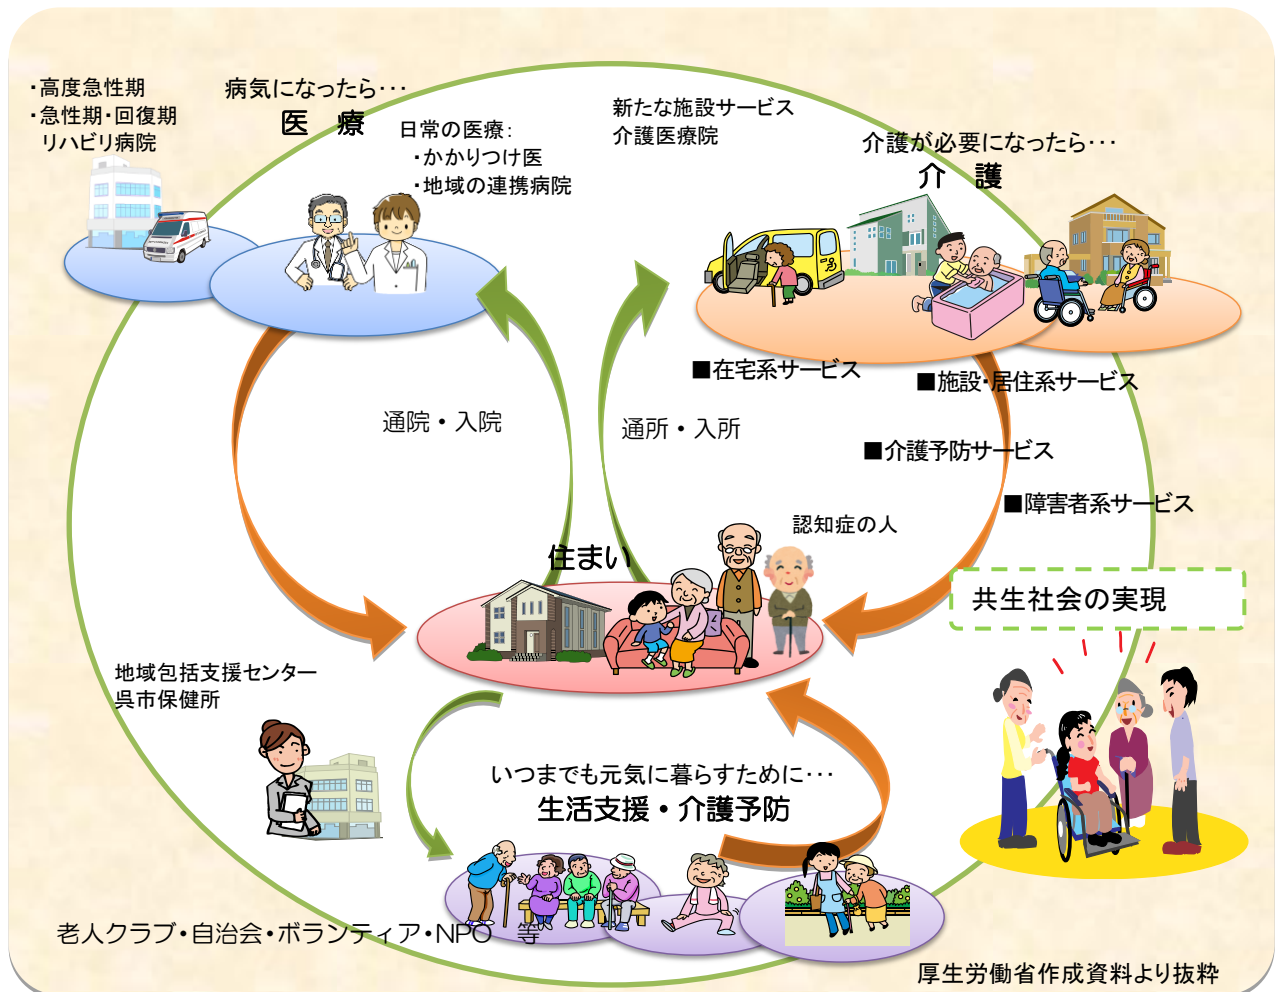 ・高度急性期
・急性期・回復期
リハビリ病院
病気になったら・・・
医　療
日常の医療：
・かかりつけ医
・地域の連携病院
新たな施設サービス
介護医療院
介護が必要になったら・・・
介　護
■在宅系サービス
■施設・居住系サービス
通院・入院
通所・入所
■介護予防サービス
■障害者系サービス
認知症の人
住まい
共生社会の実現
地域包括支援センター
呉市保健所
いつまでも元気に暮らすために・・・
生活支援・介護予防
老人クラブ・自治会・ボランティア・NPO　等
厚生労働省作成資料より抜粋